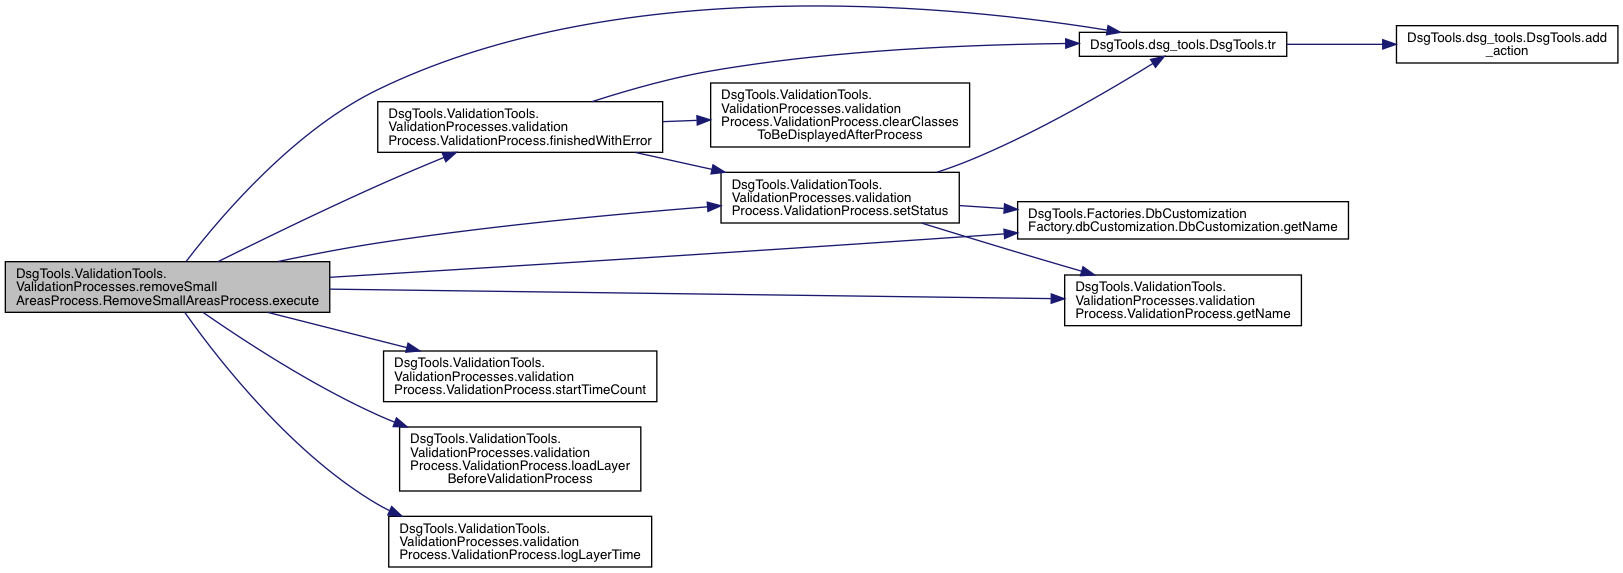 DsgTools.ValidationTools.
ValidationProcesses.removeSmall
AreasProcess.RemoveSmallAreasProcess.execute
DsgTools.ValidationTools.
ValidationProcesses.validation
Process.ValidationProcess.finishedWithError
DsgTools.ValidationTools.
ValidationProcesses.validation
Process.ValidationProcess.clearClasses
ToBeDisplayedAfterProcess
DsgTools.dsg_tools.DsgTools.tr
DsgTools.dsg_tools.DsgTools.add
_action
DsgTools.ValidationTools.
ValidationProcesses.validation
Process.ValidationProcess.setStatus
DsgTools.Factories.DbCustomization
Factory.dbCustomization.DbCustomization.getName
DsgTools.ValidationTools.
ValidationProcesses.validation
Process.ValidationProcess.getName
DsgTools.ValidationTools.
ValidationProcesses.validation
Process.ValidationProcess.startTimeCount
DsgTools.ValidationTools.
ValidationProcesses.validation
Process.ValidationProcess.loadLayer
BeforeValidationProcess
DsgTools.ValidationTools.
ValidationProcesses.validation
Process.ValidationProcess.logLayerTime